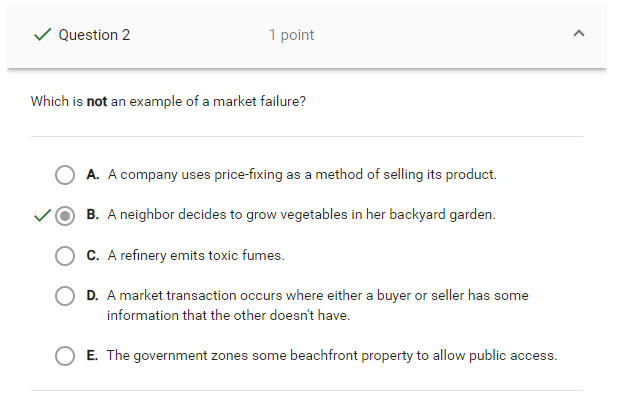 Question 2 1 point
Which is not an example of a market failure?
A. A company uses price-fixing as a method of selling its product.
B. A neighbor decides to grow vegetables in her backyard garden.
C. A refinery emits toxic fumes.
D. A market transaction occurs where either a buyer or seller has some
information that the other doesn't have.
E. The government zones some beachfront property to allow public access.